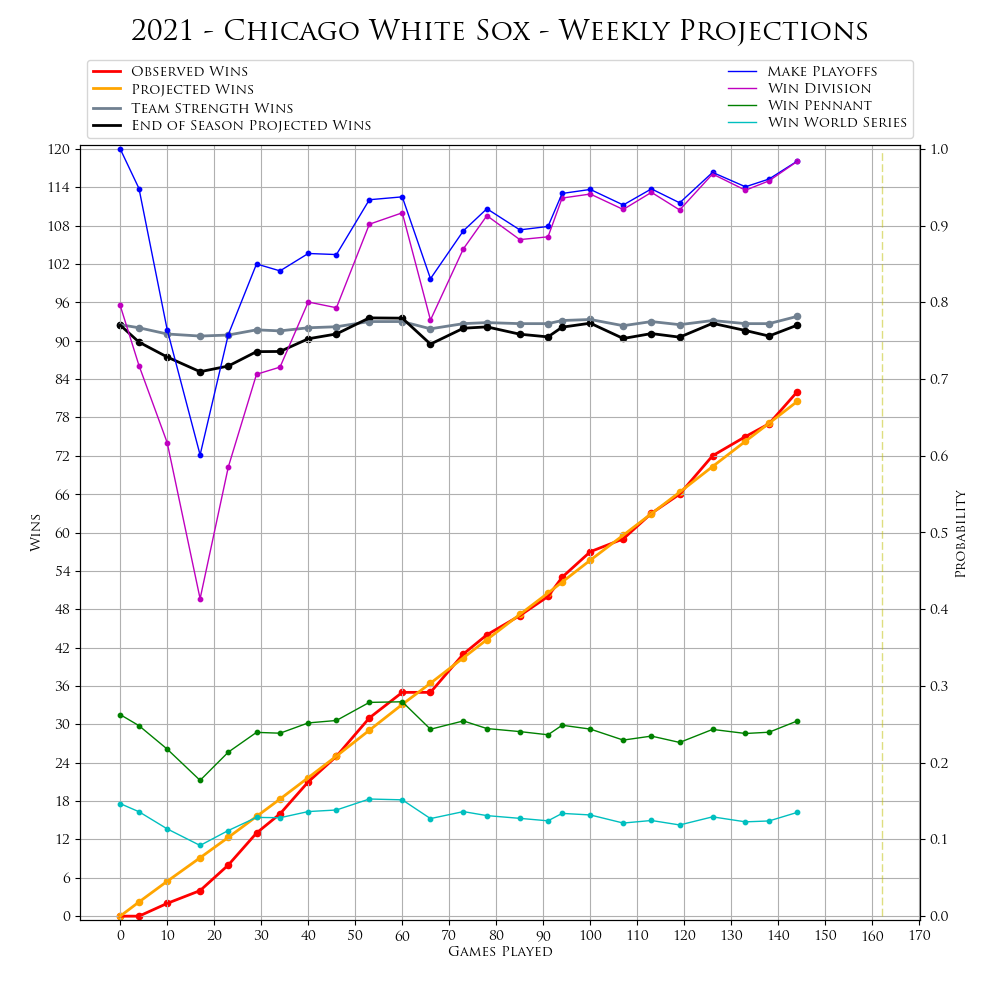 2021 - Chicago White Sox - Weekly Projections
Observed Wins
Projected Wins
Team Strength Wins
End of Season Projected Wins
Make Playoffs
Win Division
Win Pennant
Win World Series
120
114
108
102
96
90
84
78
72
66
60
54
48
42
36
30
24
18
12
6
0
Wins
1.0
0.9
0.8
0.7
0.6
0.5
0.4
0.3
0.2
0.1
0.0
Probability
0 10 20 30 40 50 60 70 80 90 100 110 120 130 140 150 160 170
Games Played